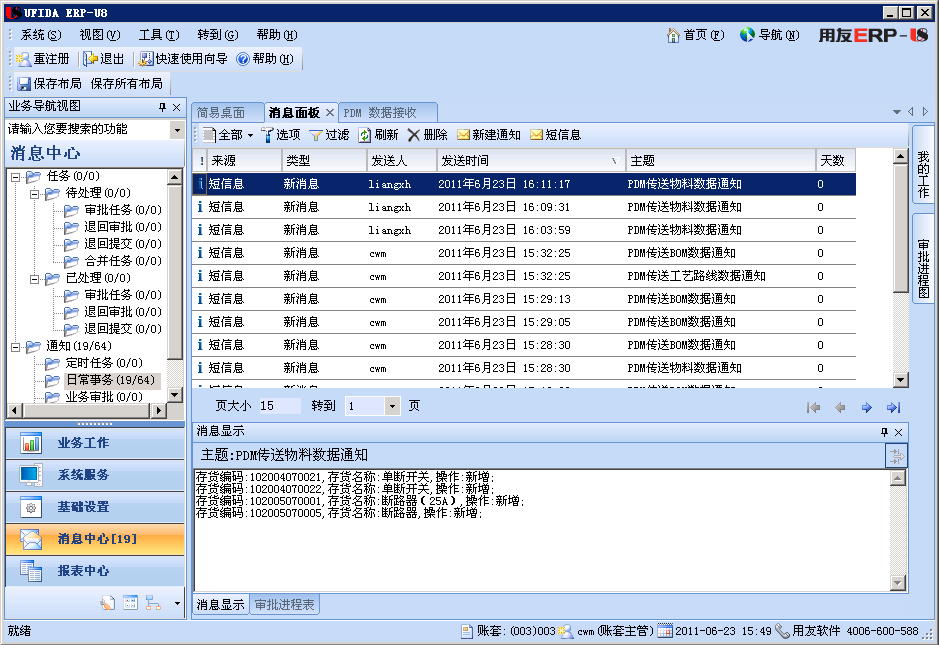 UFIDA ERP-U8
系统(S) 视图(V) 工具(T) 转到(G) 帮助(H) 首页(P) 导航(N) 用友ERP-U8
重注册 退出 快速使用向导 帮助(H)
保存布局 保存所有布局
业务导航视图
请输入您要搜索的功能
消息中心
任务(0/0)
待处理(0/0)
审批任务(0/0)
退回审批(0/0)
退回提交(0/0)
合并任务(0/0)
已处理(0/0)
审批任务(0/0)
退回审批(0/0)
退回提交(0/0)
通知(19/64)
定时任务(0/0)
日常事务(19/64)
业务审批(0/0)
业务工作
系统服务
基础设置
消息中心[19]
报表中心
简易桌面 消息面板 PDM 数据接收
全部 选项 过滤 刷新 删除 新建通知 短信息
! 来源 类型 发送人 发送时间 主题 天数
短信息 新消息 liangxh 2011年6月23日 16:11:17 PDM传送物料数据通知 0
短信息 新消息 liangxh 2011年6月23日 16:09:31 PDM传送物料数据通知 0
短信息 新消息 liangxh 2011年6月23日 16:03:59 PDM传送物料数据通知 0
短信息 新消息 cwm 2011年6月23日 15:32:25 PDM传送BOM数据通知 0
短信息 新消息 cwm 2011年6月23日 15:32:25 PDM传送工艺路线数据通知 0
短信息 新消息 cwm 2011年6月23日 15:29:13 PDM传送BOM数据通知 0
短信息 新消息 cwm 2011年6月23日 15:29:05 PDM传送BOM数据通知 0
短信息 新消息 cwm 2011年6月23日 15:28:30 PDM传送BOM数据通知 0
短信息 新消息 cwm 2011年6月23日 15:28:30 PDM传送物料数据通知 0
页大小 15 转到 1 页
消息显示
主题:PDM传送物料数据通知
存货编码:102004070021,存货名称:单断开关,操作:新增;
存货编码:102004070022,存货名称:单断开关,操作:新增;
存货编码:102005070001,存货名称:断路器(25A),操作:新增;
存货编码:102005070005,存货名称:断路器,操作:新增;
消息显示 审批进程表
我的工作
审批进程图
就绪 账套: (003)003 cwm(账套主管) 2011-06-23 15:49 用友软件 4006-600-588